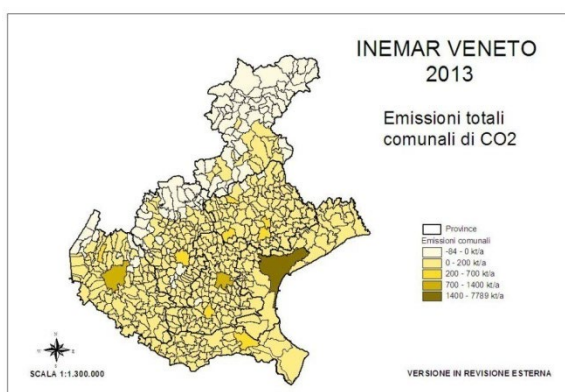 INEMAR VENETO
2013
Emissioni totali
comunali di CO2
Province
Emissioni comunali
-84 - 0 kt/a
0 - 200 kt/a
200 - 700 kt/a
700 - 1400 kt/a
1400 - 7789 kt/a
SCALA 1:1.300.000
VERSIONE IN REVISIONE ESTERNA